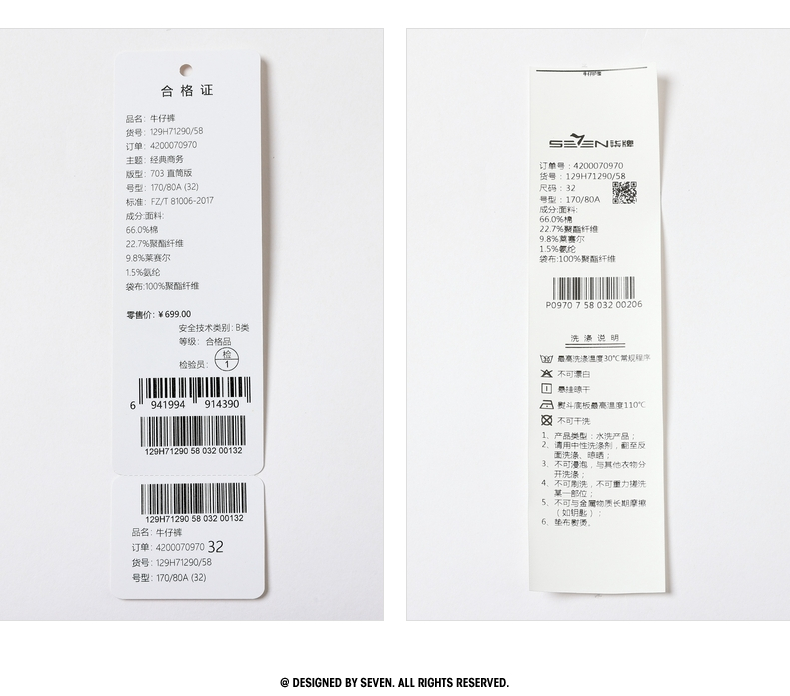 合格证
品名: 牛仔裤
货号: 129H71290/58
订单: 4200070970
主题: 经典商务
版型: 703 直筒版
号型: 170/80A (32)
标准: FZ/T 81006-2017
成分:面料:
66.0%棉
22.7%聚酯纤维
9.8%莱赛尔
1.5%氨纶
袋布:100%聚酯纤维
零售价: ¥699.00
安全技术类别: B类
等级: 合格品
检验员: 检1
6 941994 914390
129H71290 58 032 00132
129H71290 58 032 00132
品名: 牛仔裤
订单: 4200070970 32
货号: 129H71290/58
号型: 170/80A (32)
SEVEN 柒牌
订单号: 4200070970
货号: 129H71290/58
尺码: 32
号型: 170/80A
成分:面料:
66.0%棉
22.7%聚酯纤维
9.8%莱赛尔
1.5%氨纶
袋布:100%聚酯纤维
P0970 7 58 032 00206
洗涤说明
最高洗涤温度30℃常规程序
不可漂白
悬挂晾干
熨斗底板最高温度110℃
不可干洗
1、产品类型: 水洗产品;
2、请用中性洗涤剂, 翻至反
面洗涤、晾晒;
3、不可浸泡, 与其他衣物分
开洗涤;
4、不可刷洗, 不可重力搓洗
某一部位;
5、不可与金属物质长期摩擦
(如钥匙);
6、垫布熨烫。
@ DESIGNED BY SEVEN. ALL RIGHTS RESERVED.